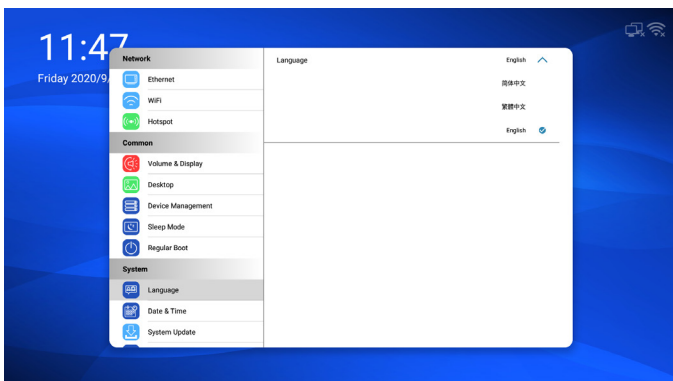 11:47
Friday 2020/9/
Network
Ethernet
WiFi
Hotspot
Common
Volume & Display
Desktop
Device Management
Sleep Mode
Regular Boot
System
Language
Date & Time
System Update
Language English
简体中文
繁體中文
English